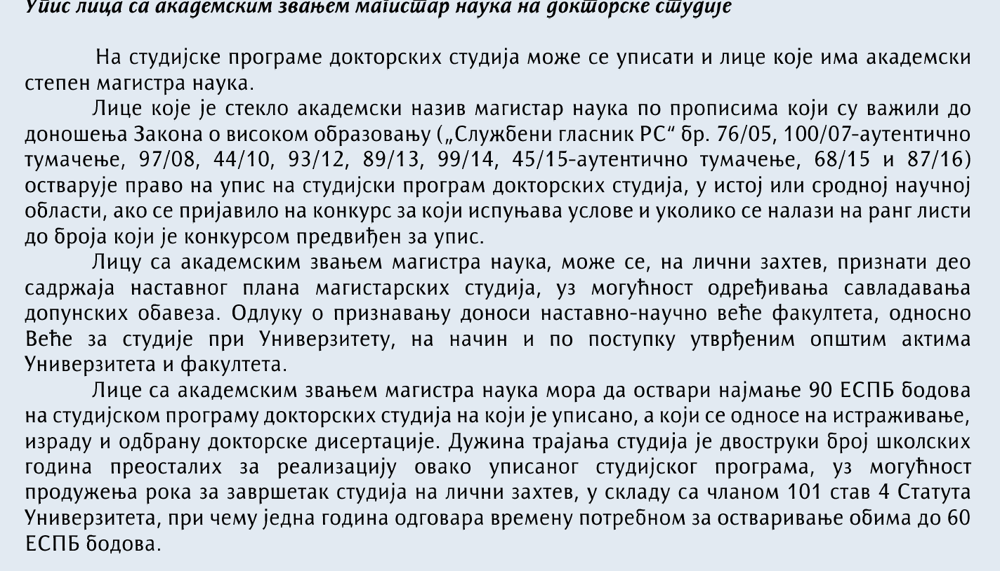 Упис лица са академским звањем магистар наука на докторске студије
На студијске програме докторских студија може се уписати и лице које има академски
степен магистра наука.
Лице које је стекло академски назив магистар наука по прописима који су важили до
доношења Закона о високом образовању („Службени гласник РС“ бр. 76/05, 100/07-аутентично
тумачење, 97/08, 44/10, 93/12, 89/13, 99/14, 45/15-аутентично тумачење, 68/15 и 87/16)
остварује право на упис на студијски програм докторских студија, у истој или сродној научној
области, ако се пријавило на конкурс за који испуњава услове и уколико се налази на ранг листи
до броја који је конкурсом предвиђен за упис.
Лицу са академским звањем магистра наука, може се, на лични захтев, признати део
садржаја наставног плана магистарских студија, уз могућност одређивања савладавања
допунских обавеза. Одлуку о признавању доноси наставно-научно веће факултета, односно
Веће за студије при Универзитету, на начин и по поступку утврђеним општим актима
Универзитета и факултета.
Лице са академским звањем магистра наука мора да оствари најмање 90 ЕСПБ бодова
на студијском програму докторских студија на који је уписано, а који се односе на истраживање,
израду и одбрану докторске дисертације. Дужина трајања студија је двоструки број школских
година преосталих за реализацију овако уписаног студијског програма, уз могућност
продужења рока за завршетак студија на лични захтев, у складу са чланом 101 став 4 Статута
Универзитета, при чему једна година одговара времену потребном за остваривање обима до 60
ЕСПБ бодова.